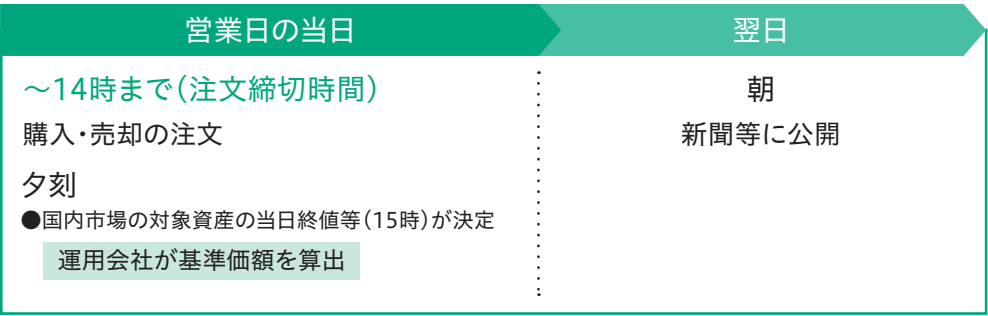 営業日の当日
翌日
～14時まで（注文締切時間）
購入・売却の注文
夕刻
●国内市場の対象資産の当日終値等（15時）が決定
運用会社が基準価額を算出
朝
新聞等に公開